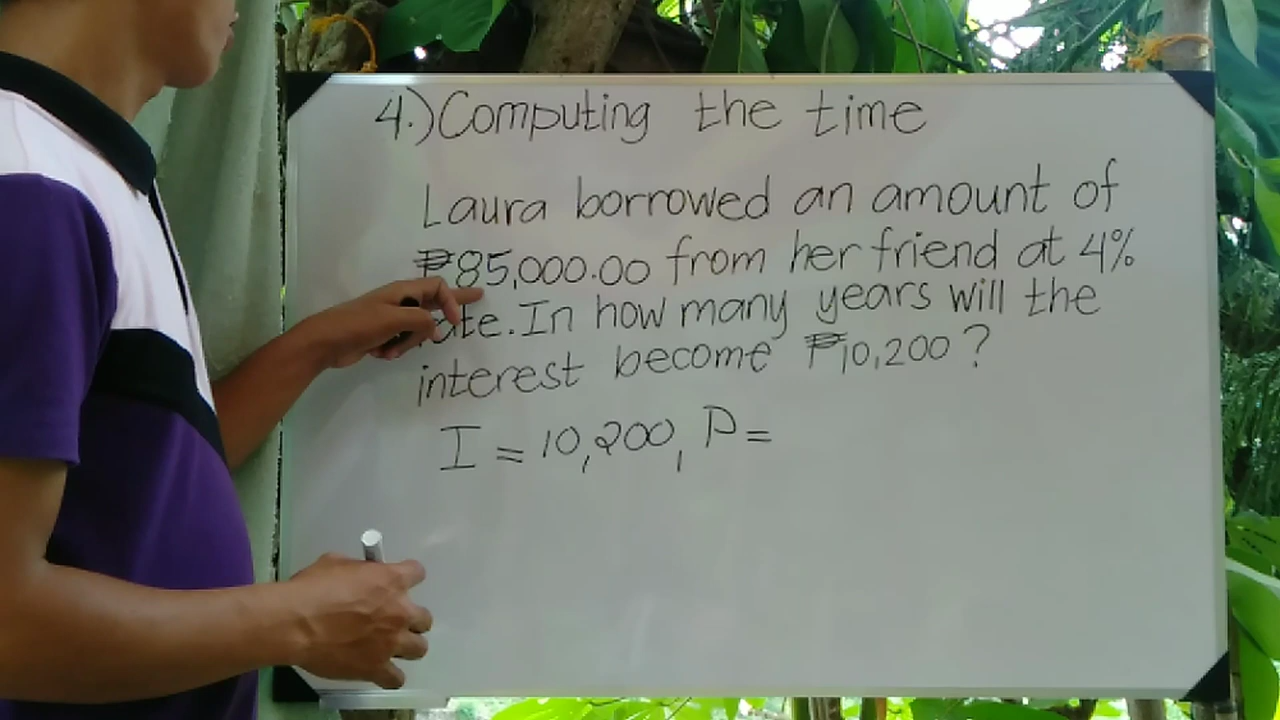 4.) Computing the time
Laura borrowed an amount of
₱85,000.00 from her friend at 4%
rate. In how many years will the
interest become ₱10,200?
I = 10,200, P =